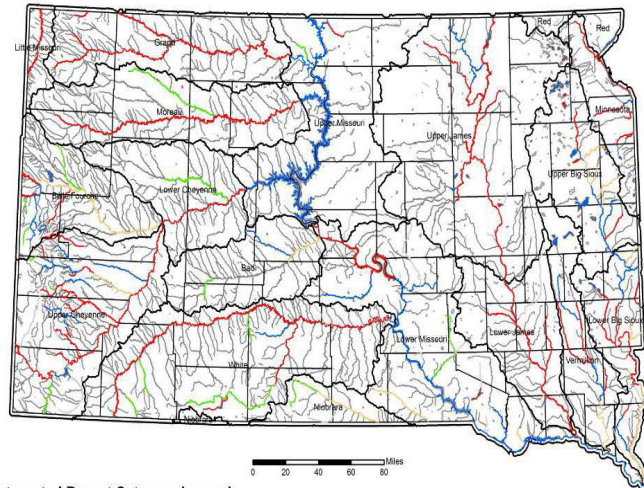 Red
Red
Little Missouri
Grand
Moreau
Minnesota
Upper Missouri
Upper James
Upper Big Sioux
Lower Cheyenne
Belle Fourche
Bad
Upper Cheyenne
Lower James
Lower Big Sioux
Lower Missouri
Vermillion
White
Niobrara
Niobrara
Miles
0 20 40 60 80